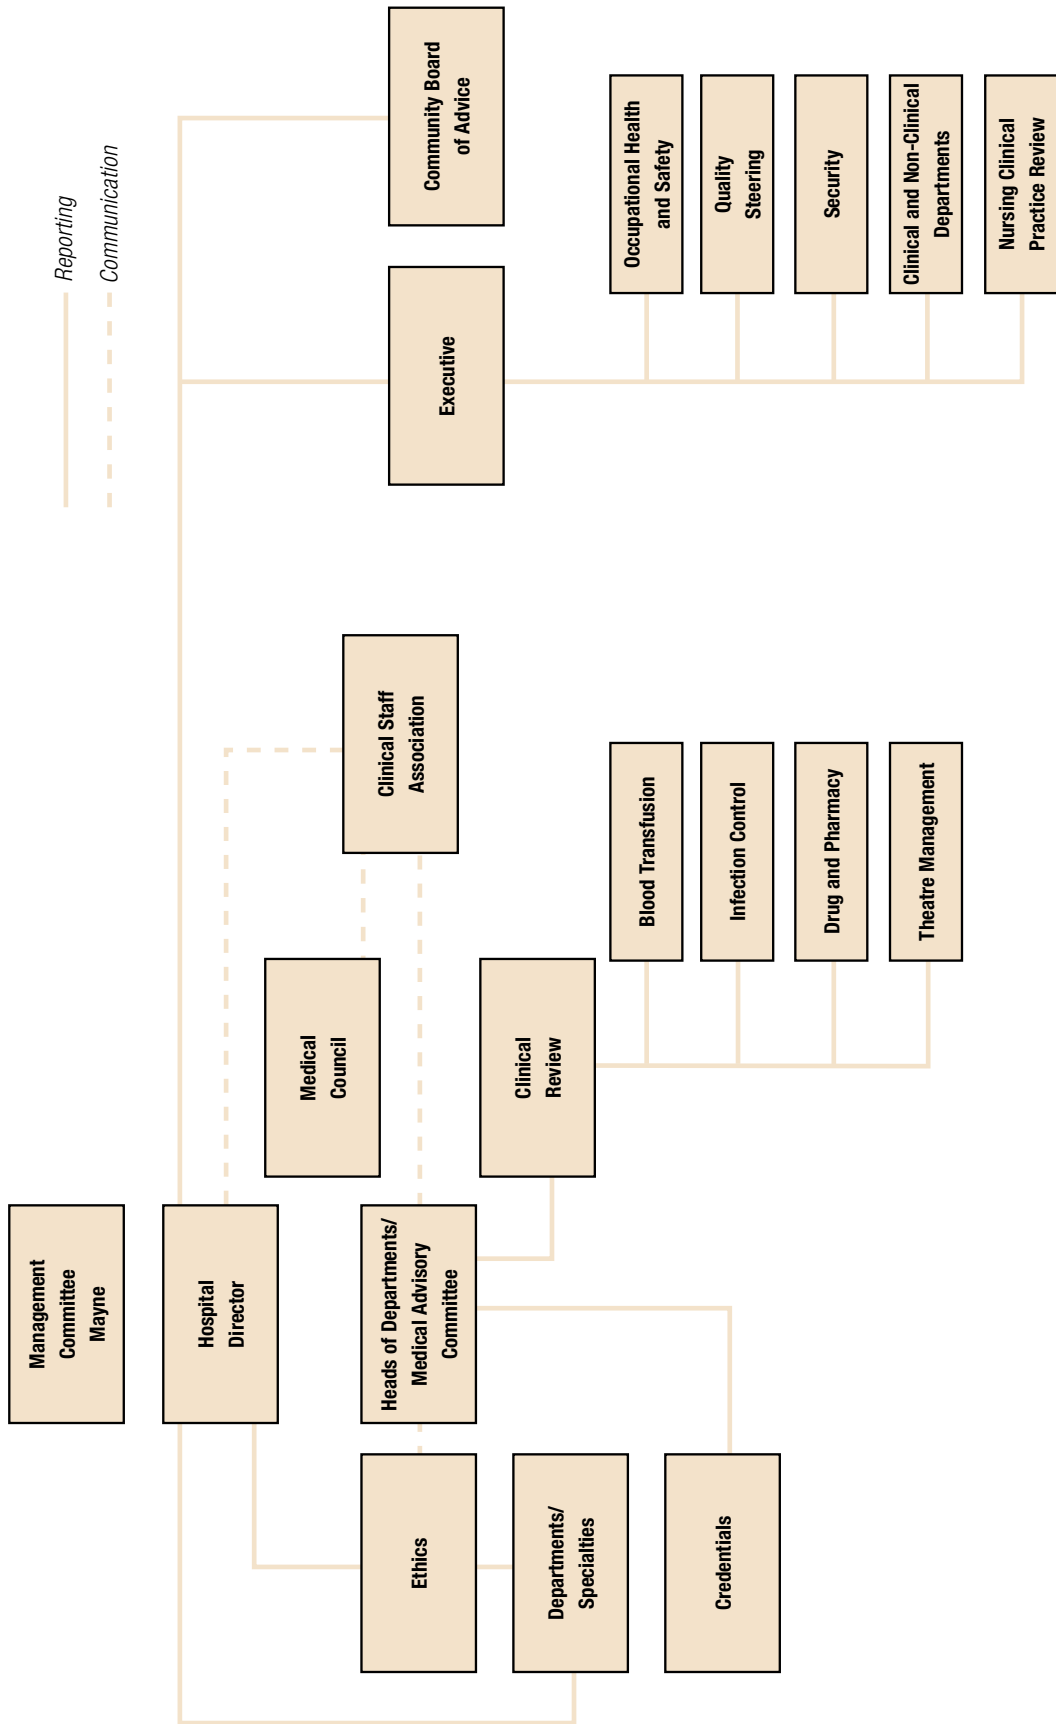 Reporting
Communication
Management
Committee
Mayne
Hospital
Director
Community Board
of Advice
Executive
Clinical Staff
Association
Medical
Council
Heads of Departments/
Medical Advisory
Committee
Ethics
Clinical
Review
Departments/
Specialties
Credentials
Blood Transfusion
Infection Control
Drug and Pharmacy
Theatre Management
Occupational Health
and Safety
Quality
Steering
Security
Clinical and Non-Clinical
Departments
Nursing Clinical
Practice Review